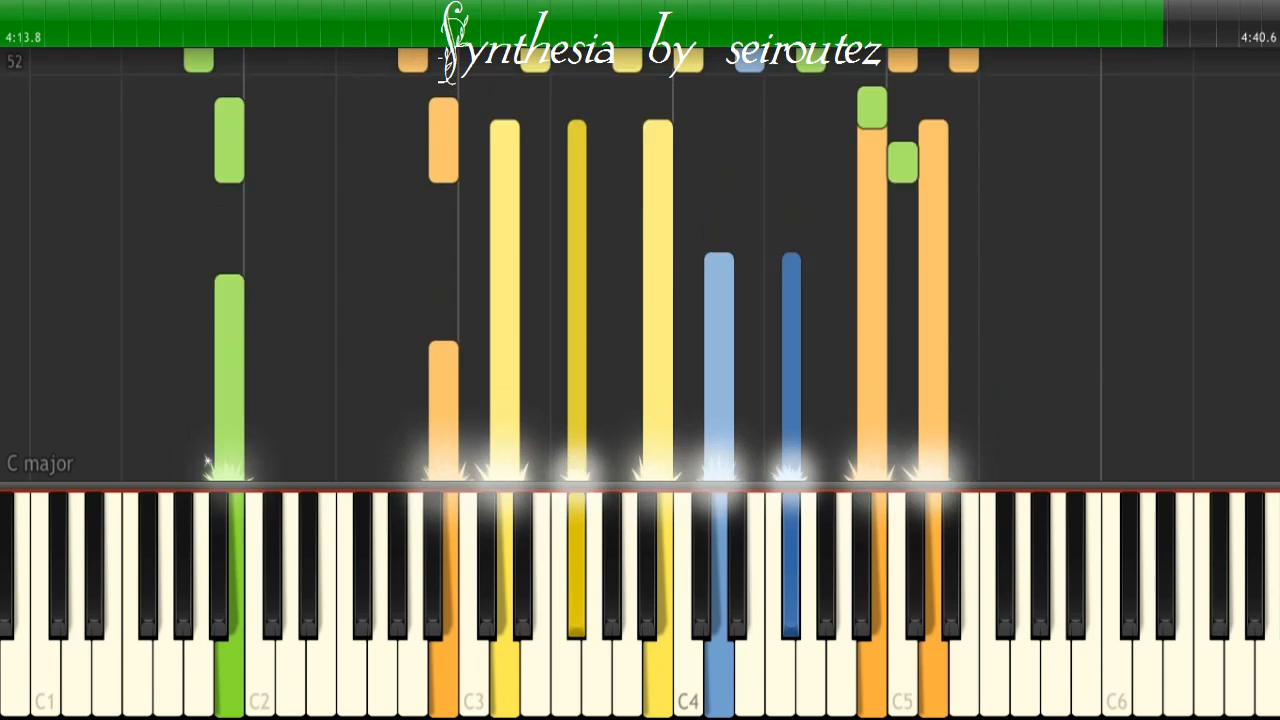 Synthesia by seiroutez
4:13.8
4:40.6
52
C major
C1
C2
C3
C4
C5
C6